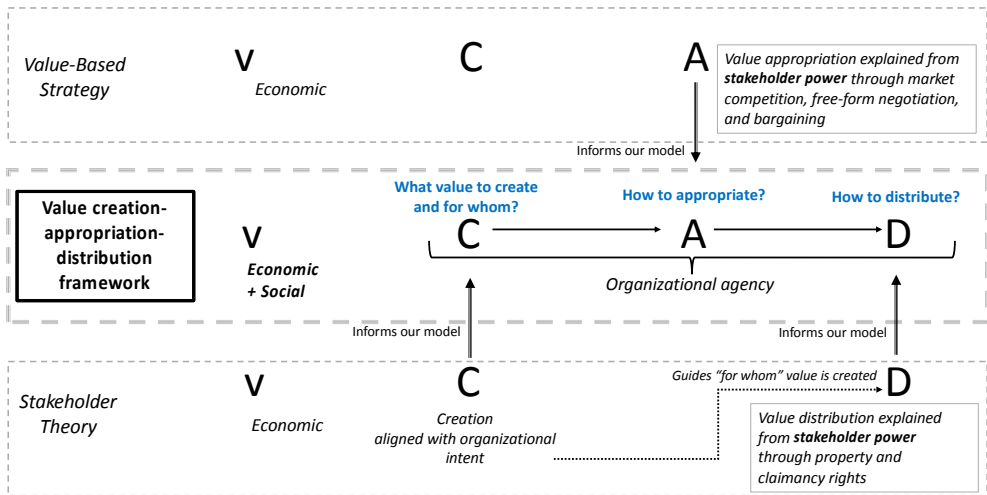 Value-Based
Strategy
V
Economic
C
A
Value appropriation explained from
stakeholder power through market
competition, free-form negotiation,
and bargaining
Informs our model
Value creation-
appropriation-
distribution
framework
V
Economic
+ Social
What value to create
and for whom?
C
How to appropriate?
A
How to distribute?
D
Organizational agency
Informs our model
Informs our model
Stakeholder
Theory
V
Economic
C
Creation
aligned with organizational
intent
Guides “for whom” value is created
D
Value distribution explained
from stakeholder power
through property and
claimancy rights